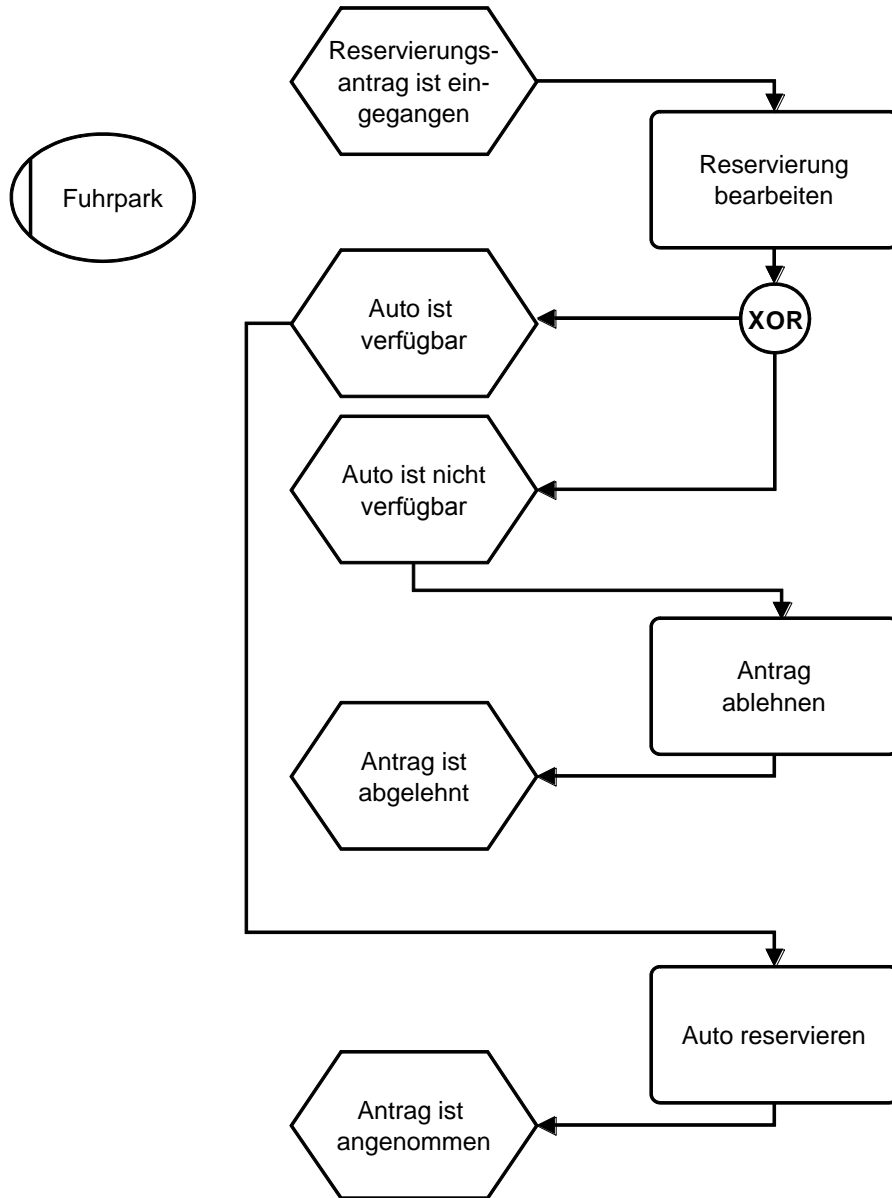 Reservierungs-
antrag ist ein-
gegangen
Reservierung
bearbeiten
Fuhrpark
Auto ist
verfügbar
XOR
Auto ist nicht
verfügbar
Antrag
ablehnen
Antrag ist
abgelehnt
Auto reservieren
Antrag ist
angenommen